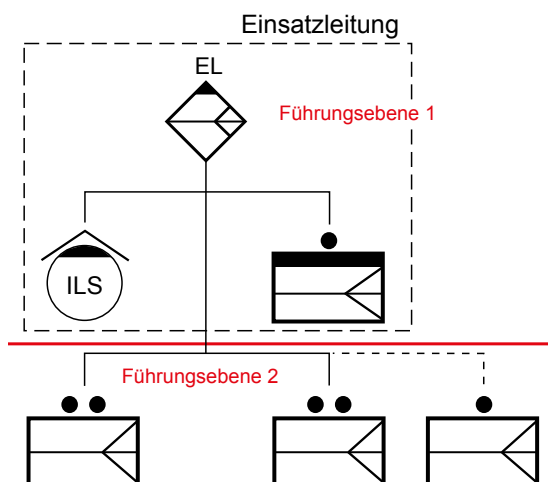 Einsatzleitung
EL
Führungsebene 1
ILS
Führungsebene 2